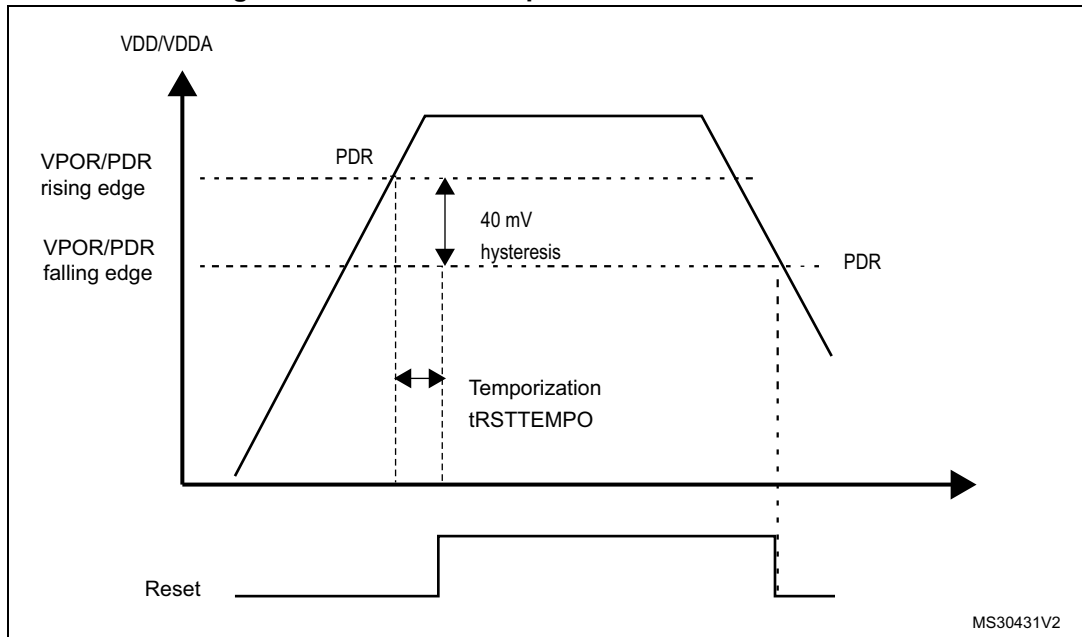 VDD/VDDA
VPOR/PDR
rising edge
PDR
40 mV
hysteresis
VPOR/PDR
falling edge
PDR
Temporization
tRSTTEMPO
Reset
MS30431V2